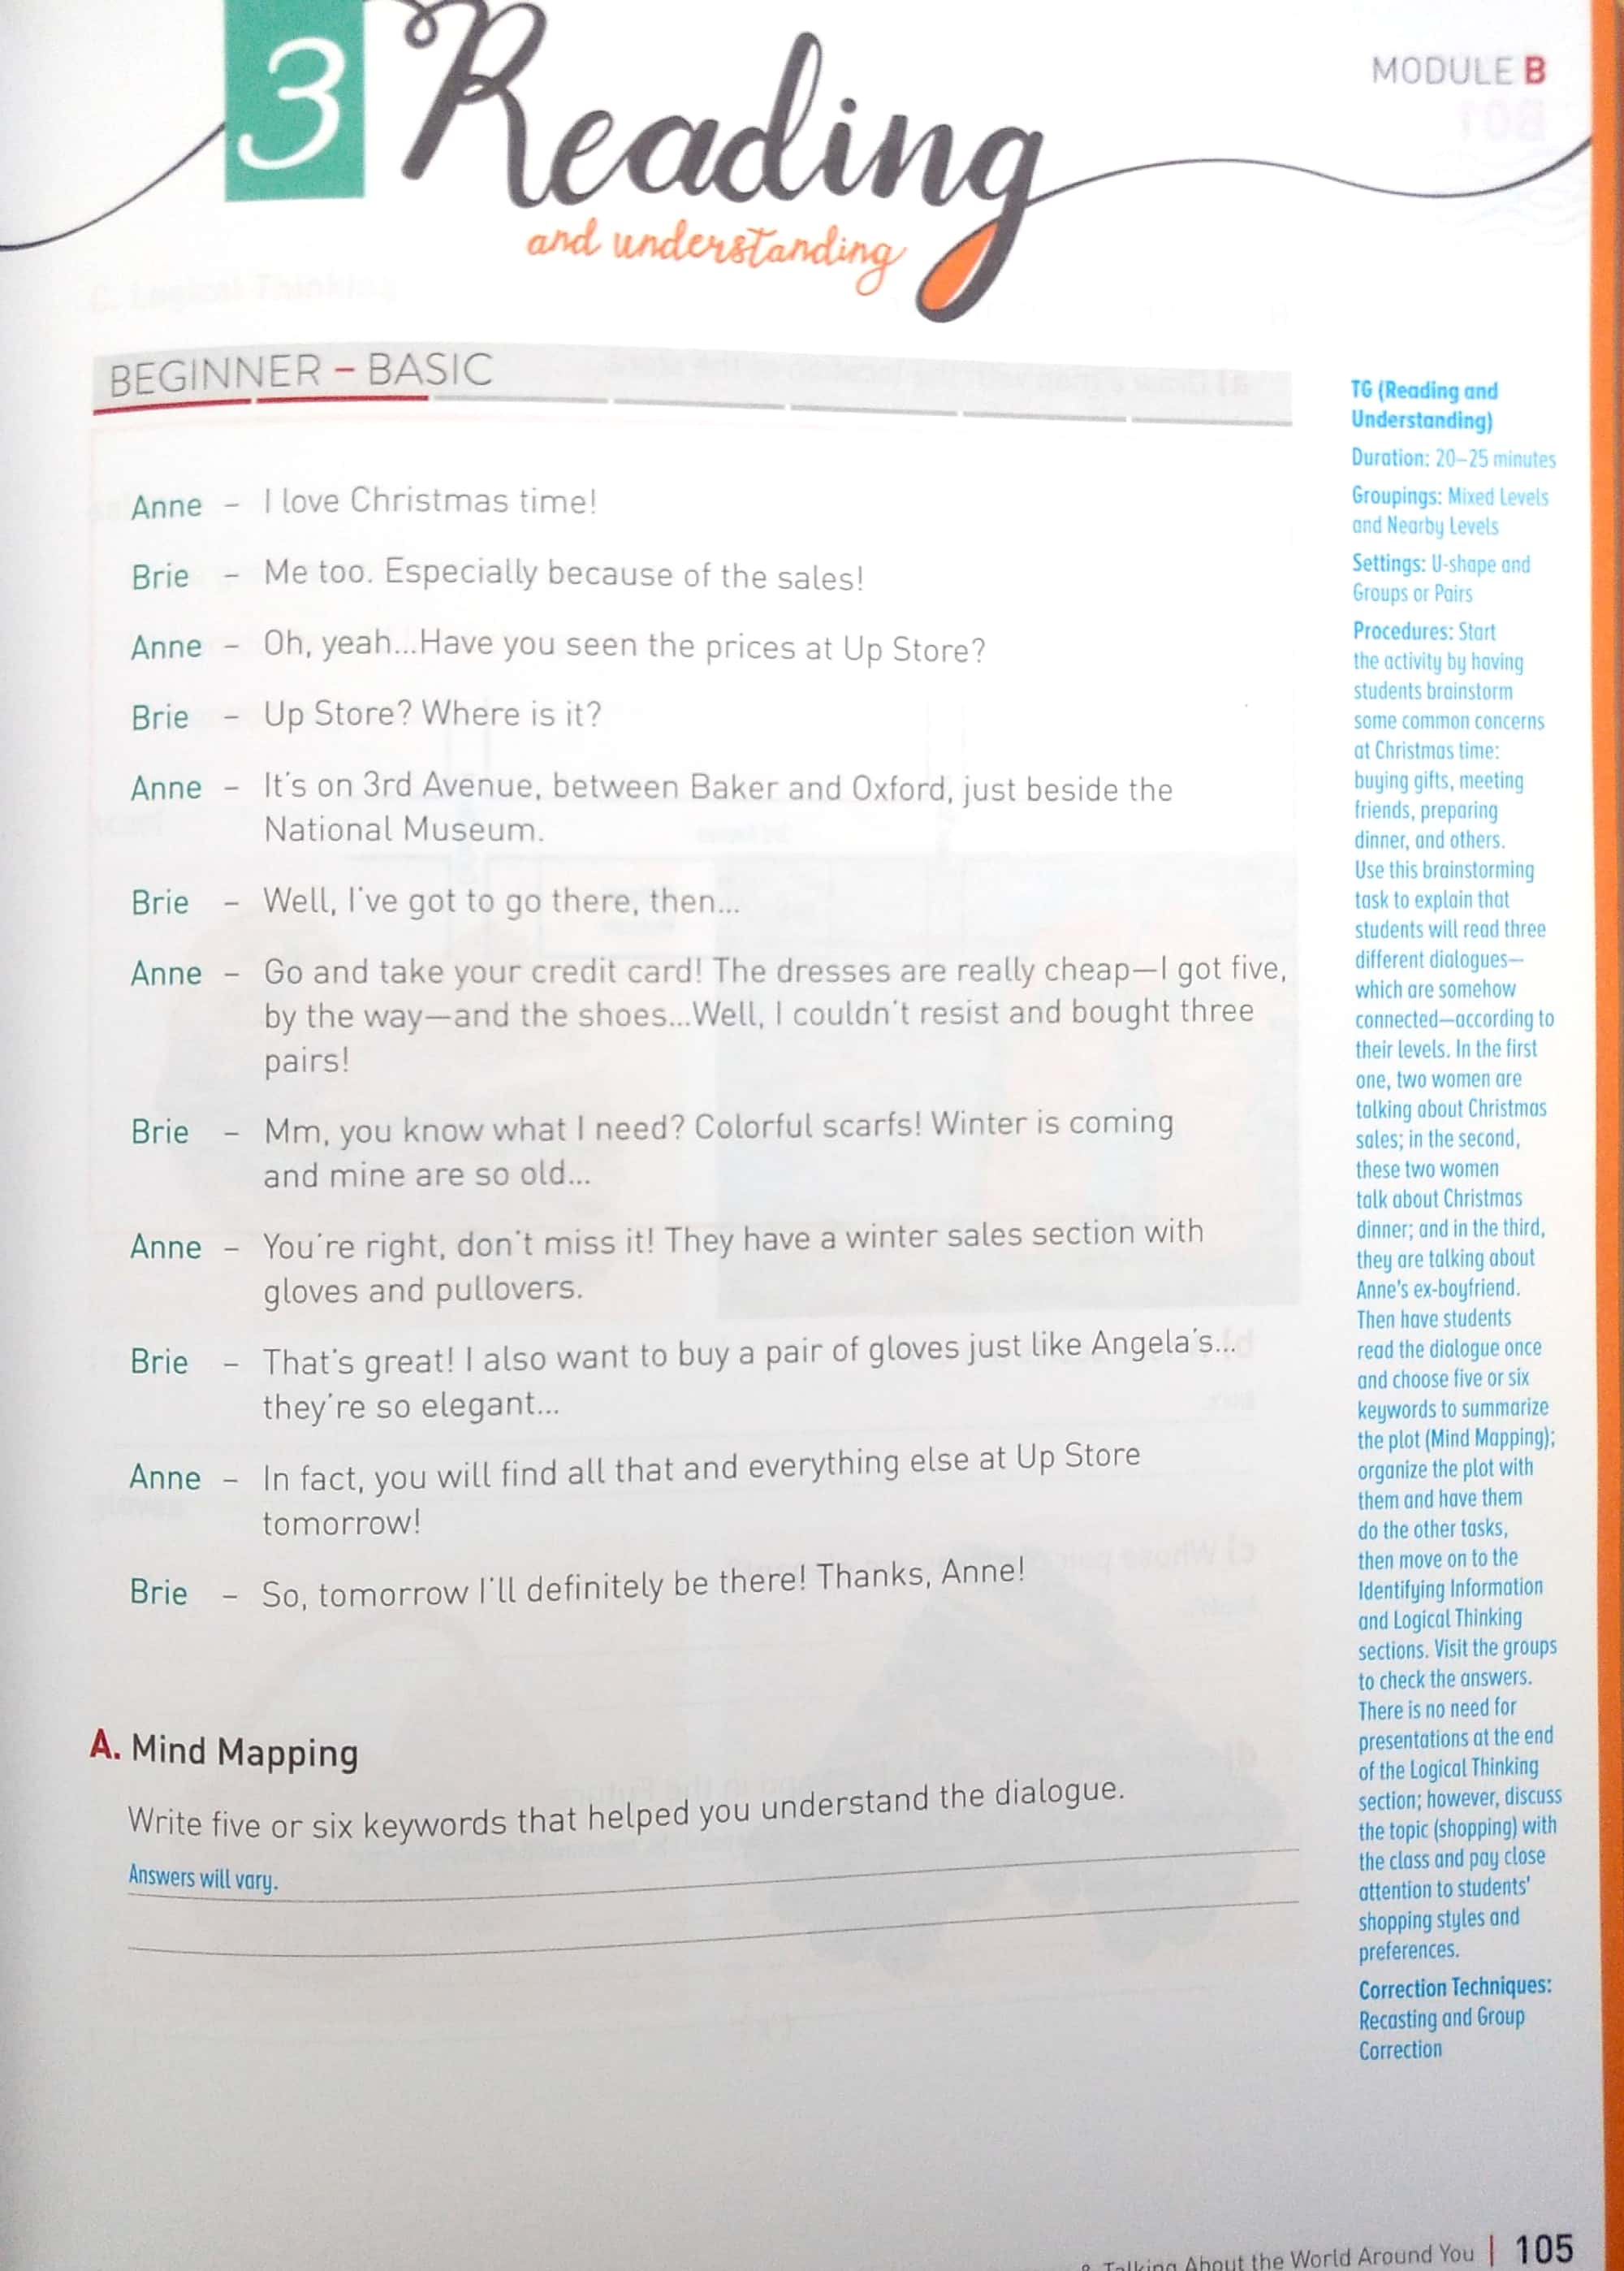 3 Reading
and understanding
MODULE B
BEGINNER – BASIC
Anne – I love Christmas time!
Brie – Me too. Especially because of the sales!
Anne – Oh, yeah...Have you seen the prices at Up Store?
Brie – Up Store? Where is it?
Anne – It's on 3rd Avenue, between Baker and Oxford, just beside the
National Museum.
Brie – Well, I've got to go there, then...
Anne – Go and take your credit card! The dresses are really cheap—I got five,
by the way—and the shoes...Well, I couldn't resist and bought three
pairs!
Brie – Mm, you know what I need? Colorful scarfs! Winter is coming
and mine are so old...
Anne – You're right, don't miss it! They have a winter sales section with
gloves and pullovers.
Brie – That's great! I also want to buy a pair of gloves just like Angela's...
they're so elegant...
Anne – In fact, you will find all that and everything else at Up Store
tomorrow!
Brie – So, tomorrow I'll definitely be there! Thanks, Anne!
A. Mind Mapping
Write five or six keywords that helped you understand the dialogue.
Answers will vary.
TG (Reading and
Understanding)
Duration: 20–25 minutes
Groupings: Mixed Levels
and Nearby Levels
Settings: U-shape and
Groups or Pairs
Procedures: Start
the activity by having
students brainstorm
some common concerns
at Christmas time:
buying gifts, meeting
friends, preparing
dinner, and others.
Use this brainstorming
task to explain that
students will read three
different dialogues—
which are somehow
connected—according to
their levels. In the first
one, two women are
talking about Christmas
sales; in the second,
these two women
talk about Christmas
dinner; and in the third,
they are talking about
Anne's ex-boyfriend.
Then have students
read the dialogue once
and choose five or six
keywords to summarize
the plot (Mind Mapping);
organize the plot with
them and have them
do the other tasks,
then move on to the
Identifying Information
and Logical Thinking
sections. Visit the groups
to check the answers.
There is no need for
presentations at the end
of the Logical Thinking
section; however, discuss
the topic (shopping) with
the class and pay close
attention to students'
shopping styles and
preferences.
Correction Techniques:
Recasting and Group
Correction
Talking About the World Around You | 105